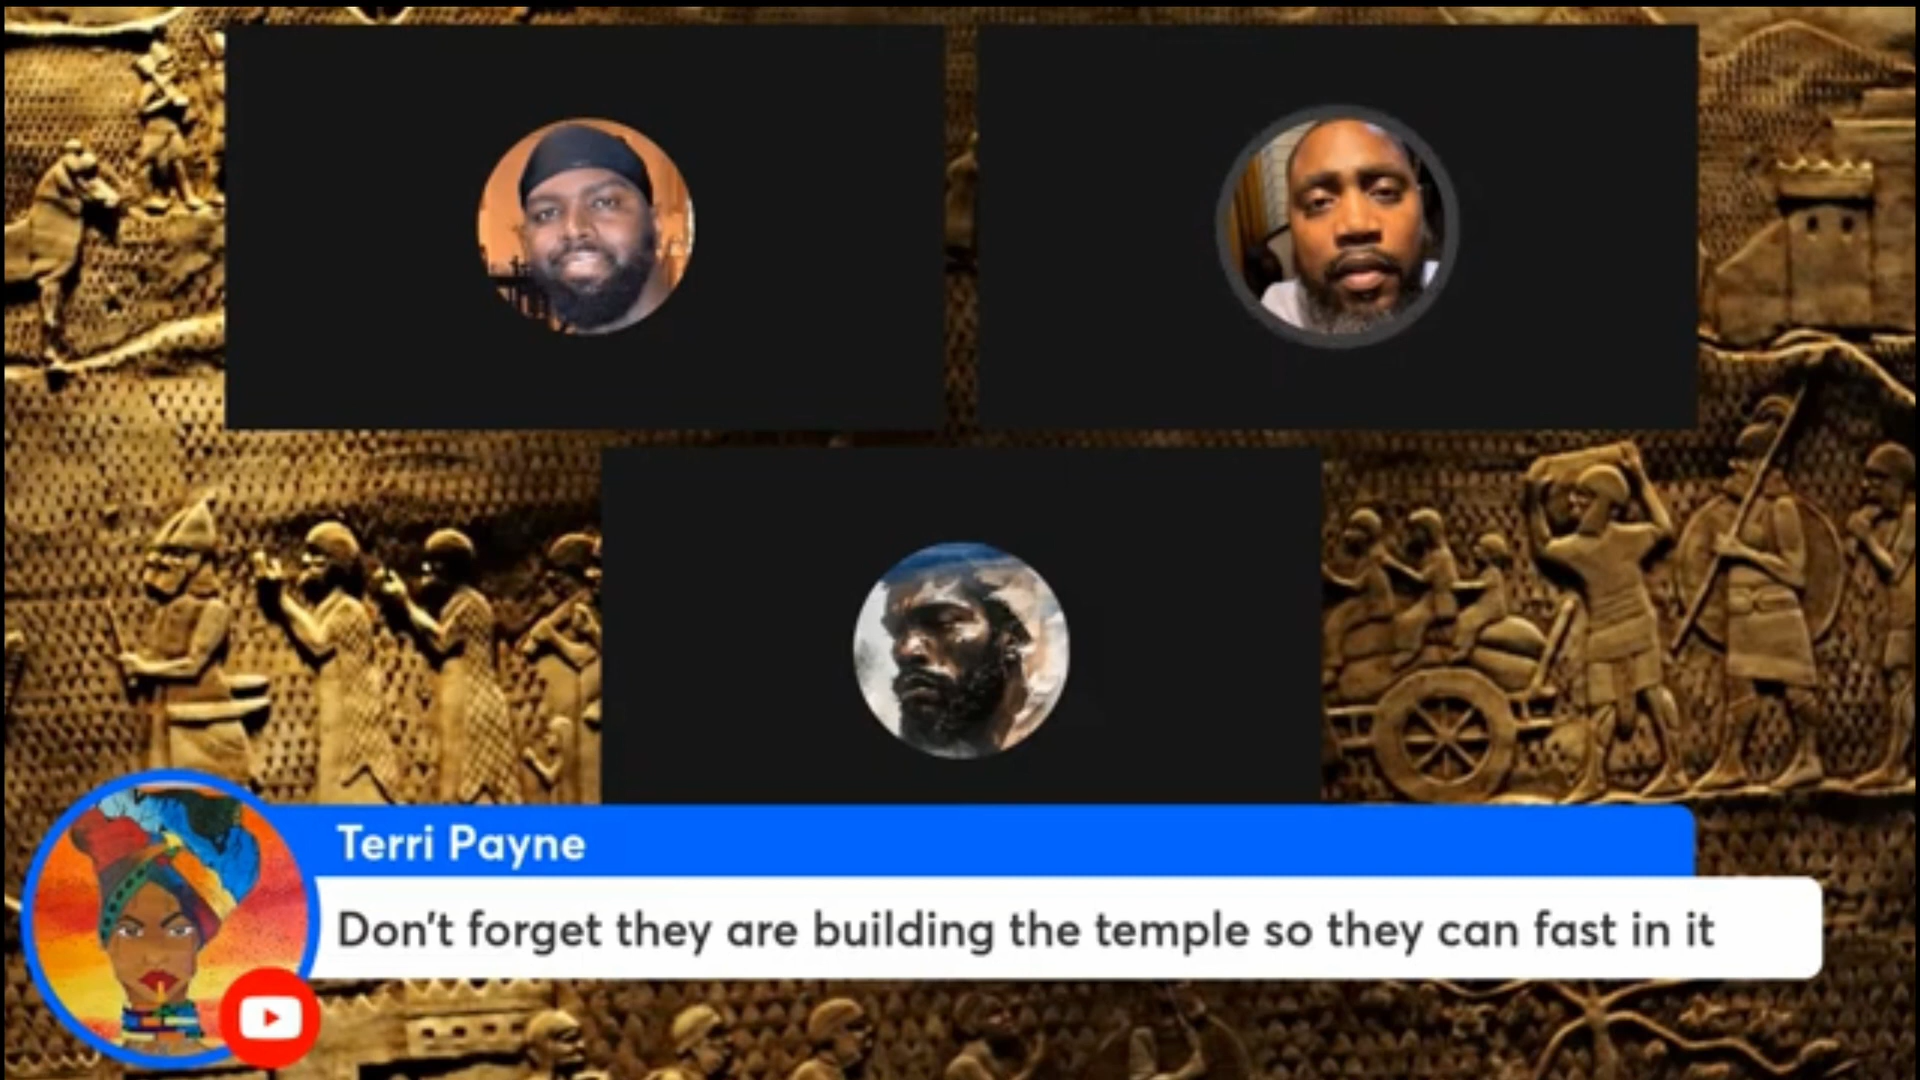 Terri Payne
Don't forget they are building the temple so they can fast in it